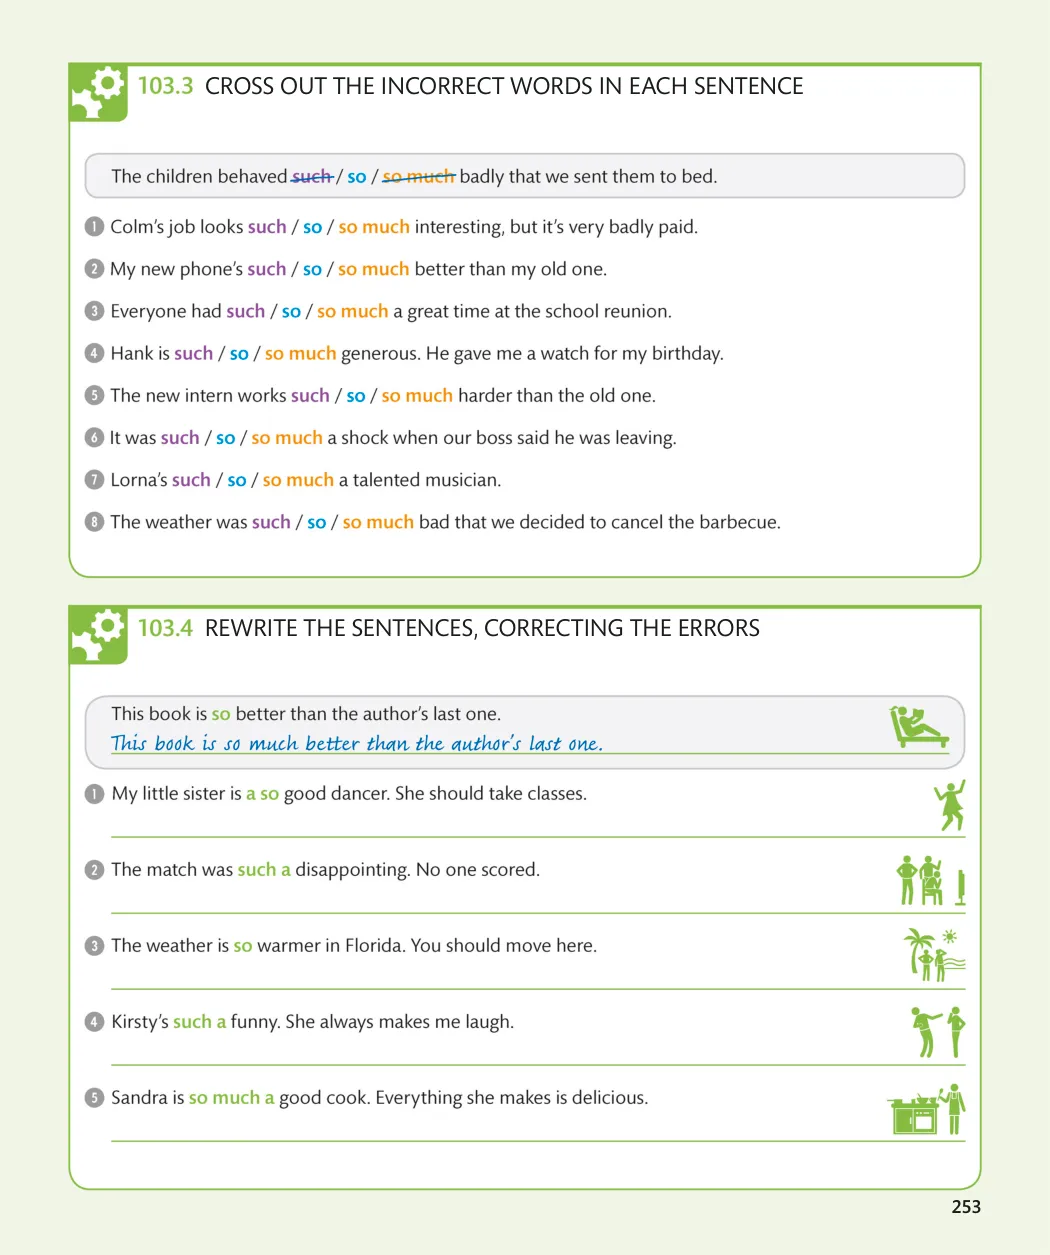 103.3 CROSS OUT THE INCORRECT WORDS IN EACH SENTENCE
The children behaved such / so / so much badly that we sent them to bed.
1 Colm’s job looks such / so / so much interesting, but it’s very badly paid.
2 My new phone’s such / so / so much better than my old one.
3 Everyone had such / so / so much a great time at the school reunion.
4 Hank is such / so / so much generous. He gave me a watch for my birthday.
5 The new intern works such / so / so much harder than the old one.
6 It was such / so / so much a shock when our boss said he was leaving.
7 Lorna’s such / so / so much a talented musician.
8 The weather was such / so / so much bad that we decided to cancel the barbecue.
103.4 REWRITE THE SENTENCES, CORRECTING THE ERRORS
This book is so better than the author’s last one.
This book is so much better than the author’s last one.
1 My little sister is a so good dancer. She should take classes.
2 The match was such a disappointing. No one scored.
3 The weather is so warmer in Florida. You should move here.
4 Kirsty’s such a funny. She always makes me laugh.
5 Sandra is so much a good cook. Everything she makes is delicious.
253